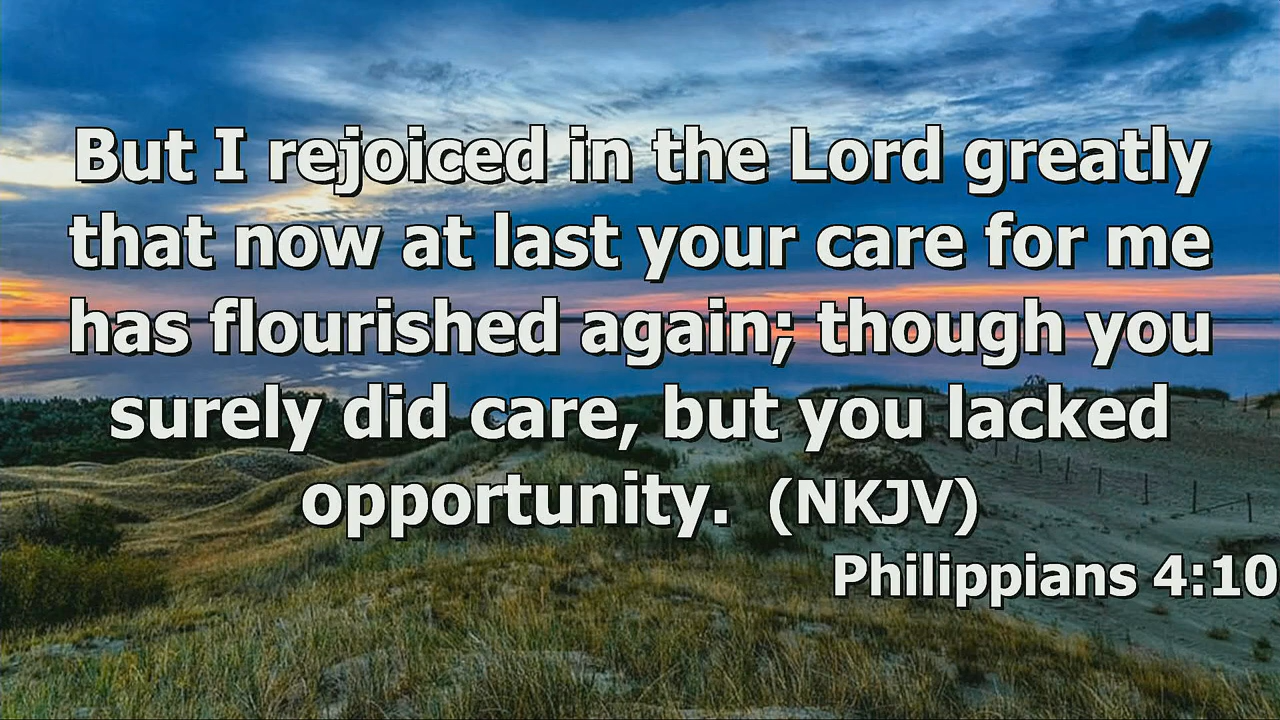 But I rejoiced in the Lord greatly
that now at last your care for me
has flourished again; though you
surely did care, but you lacked
opportunity. (NKJV)
Philippians 4:10